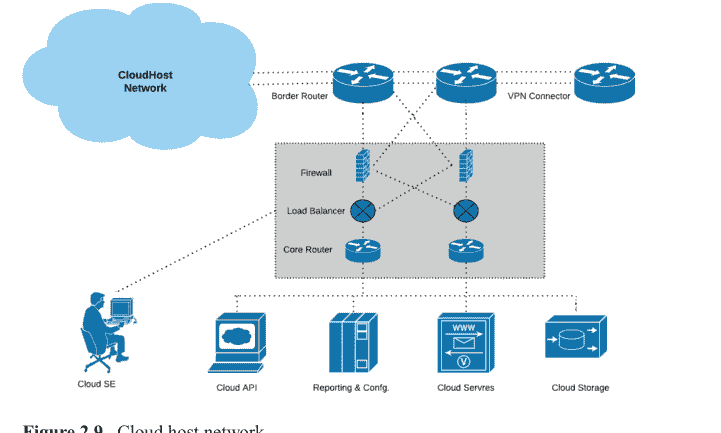 CloudHost
Network
Border Router
VPN Connector
Firewall
Load Balancer
Core Router
WWW
V
Cloud SE
Cloud API
Reporting & Confg.
Cloud Servres
Cloud Storage
Figure 2.9 Cloud host network